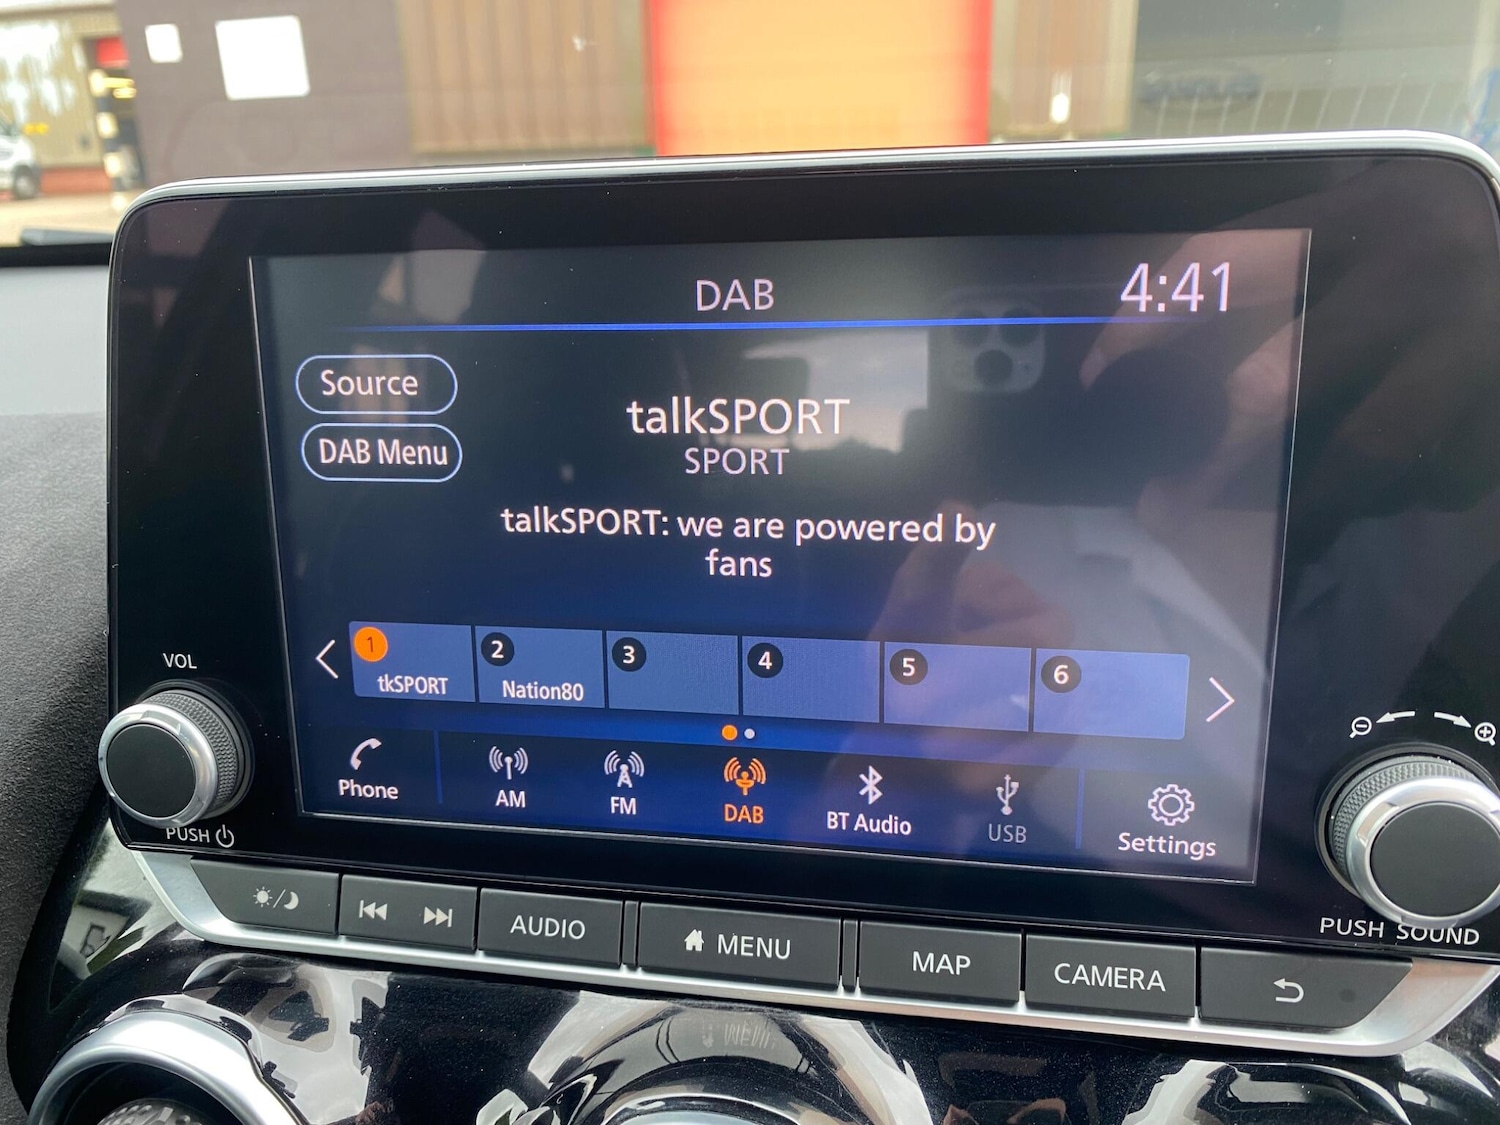 DAB
4:41
Source
DAB Menu
talkSPORT
SPORT
talkSPORT: we are powered by
fans
1
tkSPORT
2
Nation80
3
4
5
6
Phone
AM
FM
DAB
BT Audio
USB
Settings
VOL
PUSH
PUSH SOUND
AUDIO
MENU
MAP
CAMERA